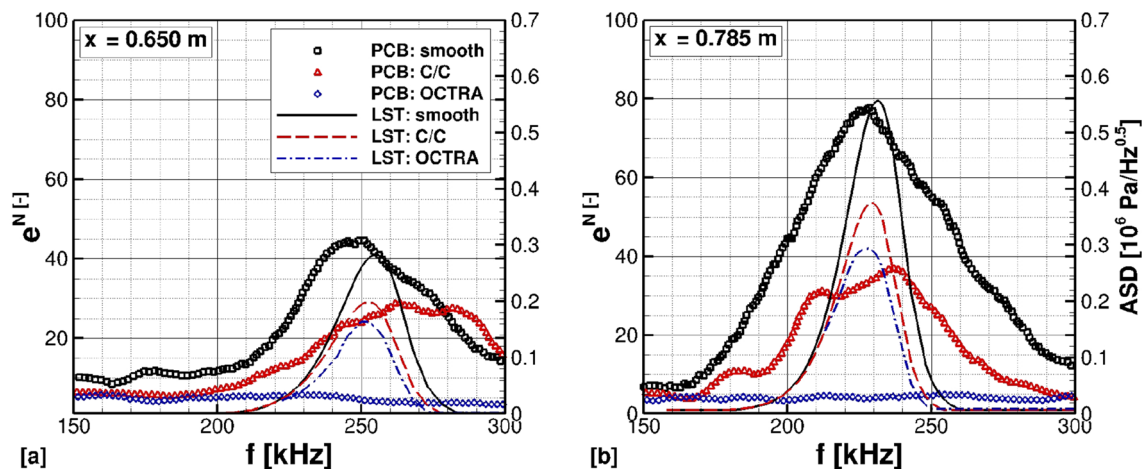 x = 0.650 m
PCB: smooth
PCB: C/C
PCB: OCTRA
LST: smooth
LST: C/C
LST: OCTRA
100
80
60
40
20
0
e^N [-]
0.7
0.6
0.5
0.4
0.3
0.2
0.1
0
150
200
250
300
f [kHz]
[a]
x = 0.785 m
100
80
60
40
20
0
e^N [-]
0.7
0.6
0.5
0.4
0.3
0.2
0.1
0
ASD [10^6 Pa/Hz^0.5]
150
200
250
300
f [kHz]
[b]